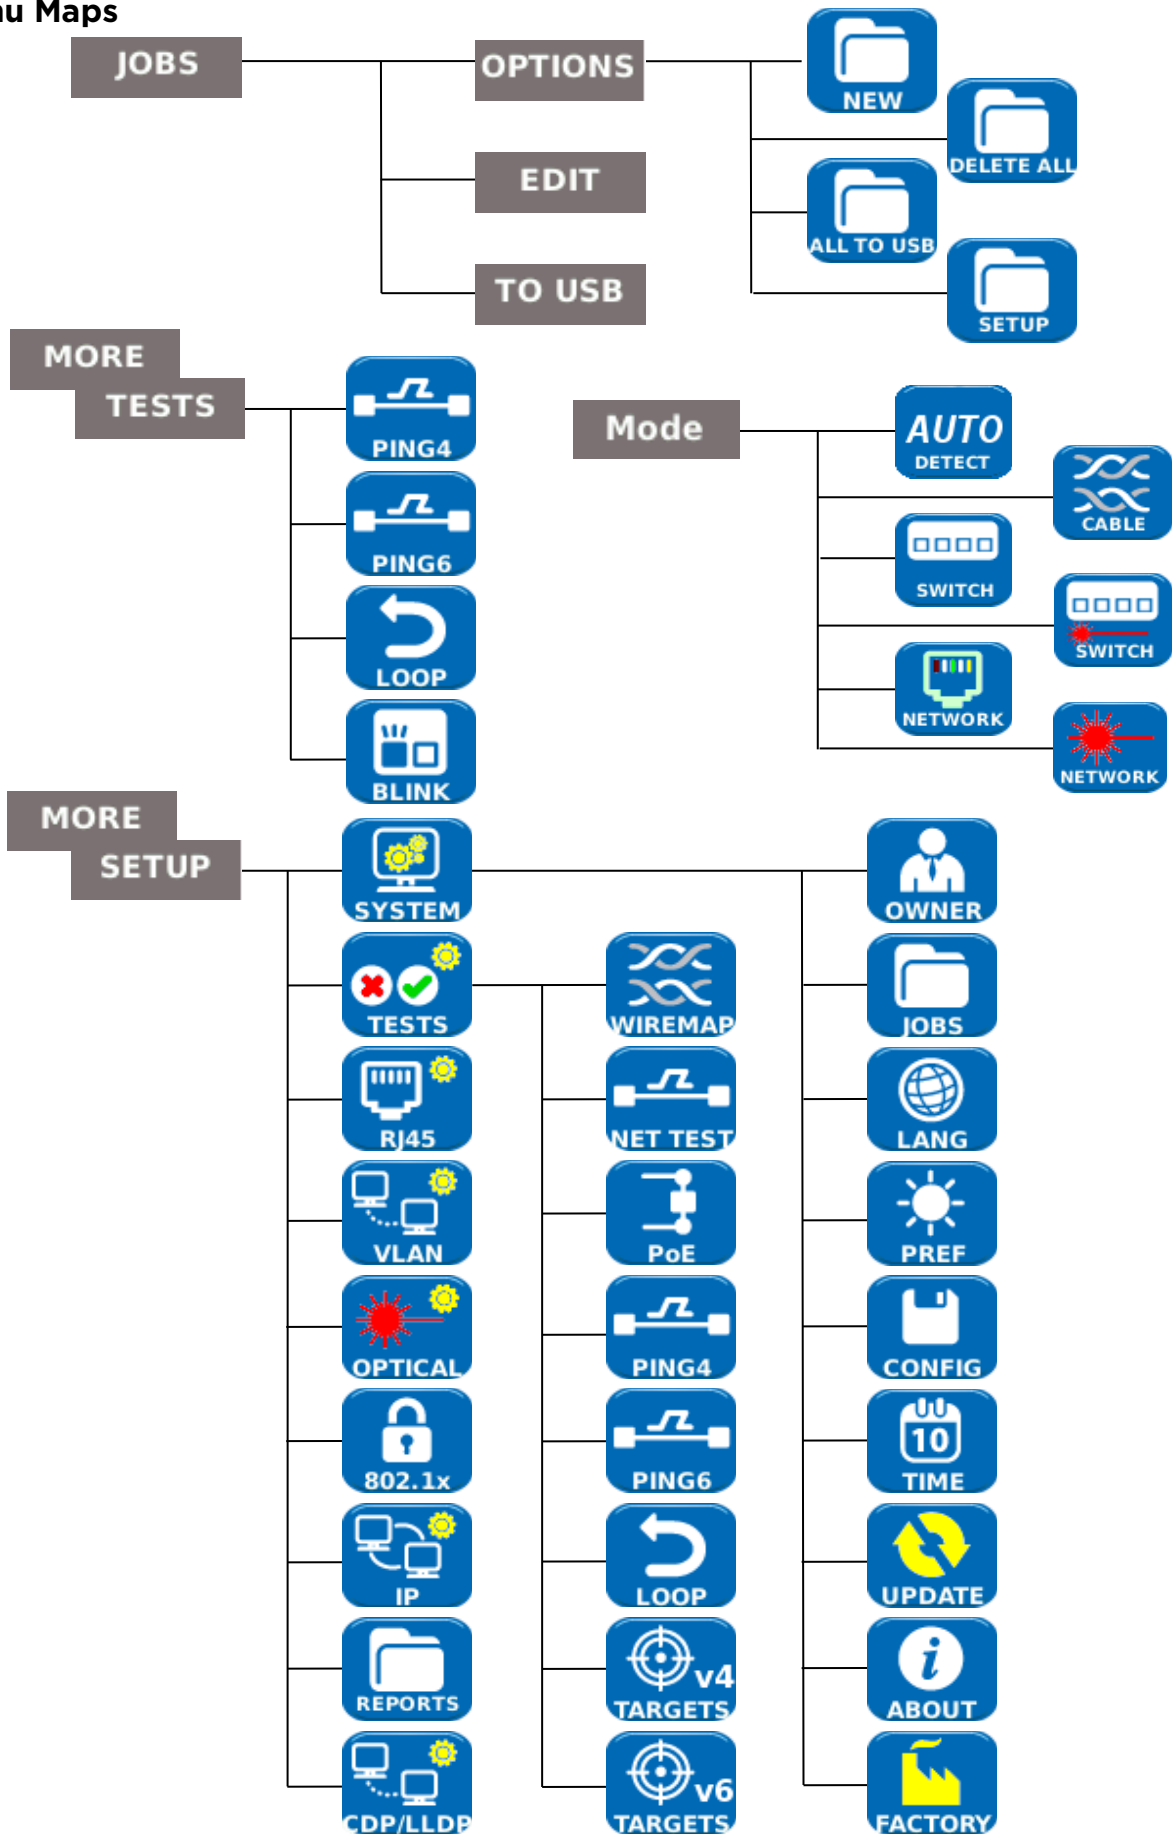 nu Maps
JOBS
OPTIONS
NEW
DELETE ALL
EDIT
ALL TO USB
TO USB
SETUP
MORE
TESTS
PING4
PING6
LOOP
BLINK
Mode
AUTO
DETECT
CABLE
SWITCH
SWITCH
NETWORK
NETWORK
MORE
SETUP
SYSTEM
TESTS
RJ45
VLAN
OPTICAL
802.1x
IP
REPORTS
CDP/LLDP
WIREMAP
NET TEST
PoE
PING4
PING6
LOOP
v4
TARGETS
v6
TARGETS
OWNER
JOBS
LANG
PREF
CONFIG
10
TIME
UPDATE
i
ABOUT
FACTORY